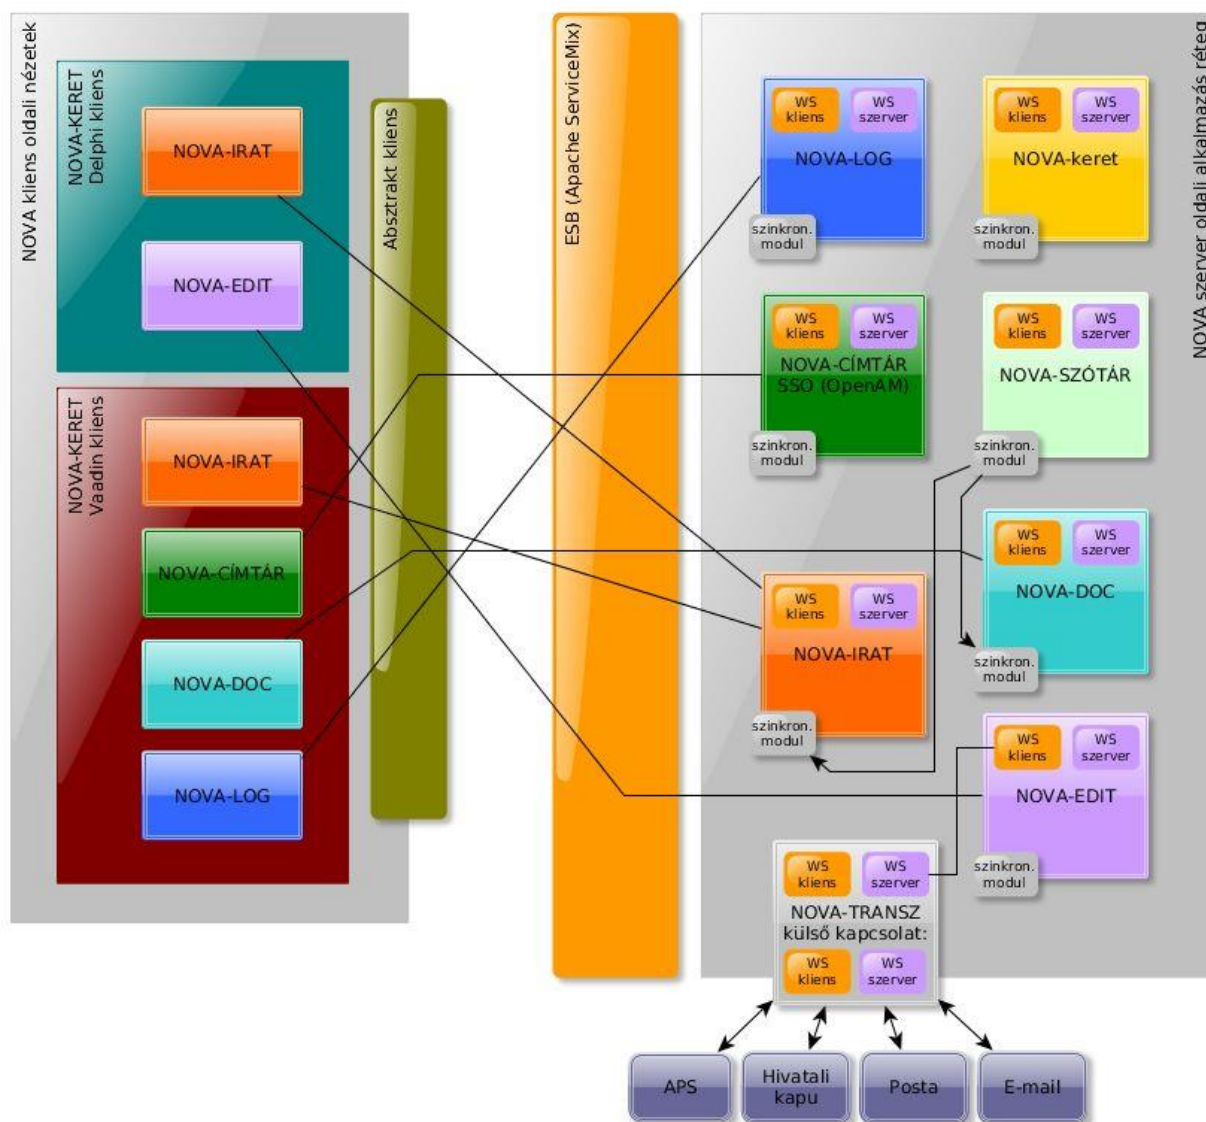 NOVA kliens oldali nézetek
NOVA-KERET
Delphi kliens
NOVA-IRAT
NOVA-EDIT
NOVA-KERET
Vaadin kliens
NOVA-IRAT
NOVA-CÍMTÁR
NOVA-DOC
NOVA-LOG
Absztrakt kliens
ESB (Apache ServiceMix)
NOVA szerver oldali alkalmazás réteg
WS
kliens
WS
szerver
NOVA-LOG
szinkron.
modul
WS
kliens
WS
szerver
NOVA-keret
szinkron.
modul
WS
kliens
WS
szerver
NOVA-CÍMTÁR
SSO (OpenAM)
szinkron.
modul
WS
kliens
WS
szerver
NOVA-SZÓTÁR
szinkron.
modul
WS
kliens
WS
szerver
NOVA-DOC
szinkron.
modul
WS
kliens
WS
szerver
NOVA-IRAT
szinkron.
modul
WS
kliens
WS
szerver
NOVA-EDIT
szinkron.
modul
WS
kliens
WS
szerver
NOVA-TRANSZ
külső kapcsolat:
WS
kliens
WS
szerver
APS
Hivatali
kapu
Posta
E-mail